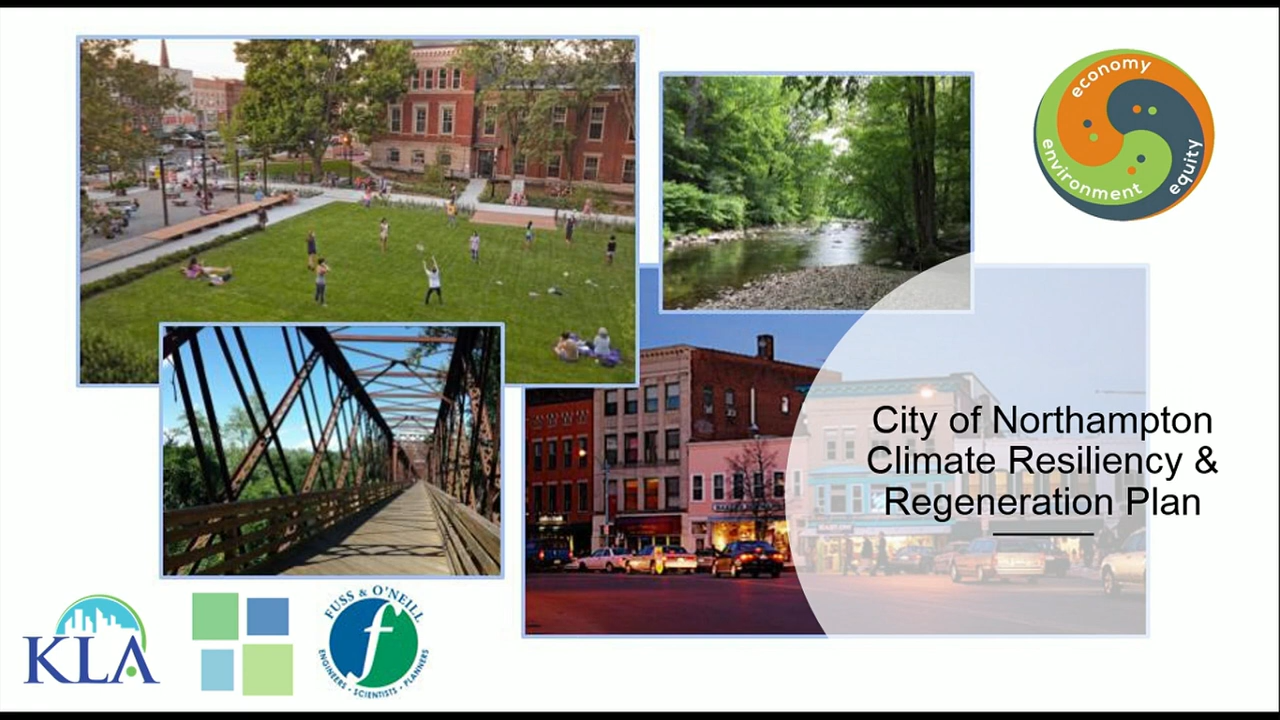 economy
environment
equity
City of Northampton
Climate Resiliency &
Regeneration Plan
KLA
FUSS & O'NEILL
f
ENGINEERS • SCIENTISTS • PLANNERS